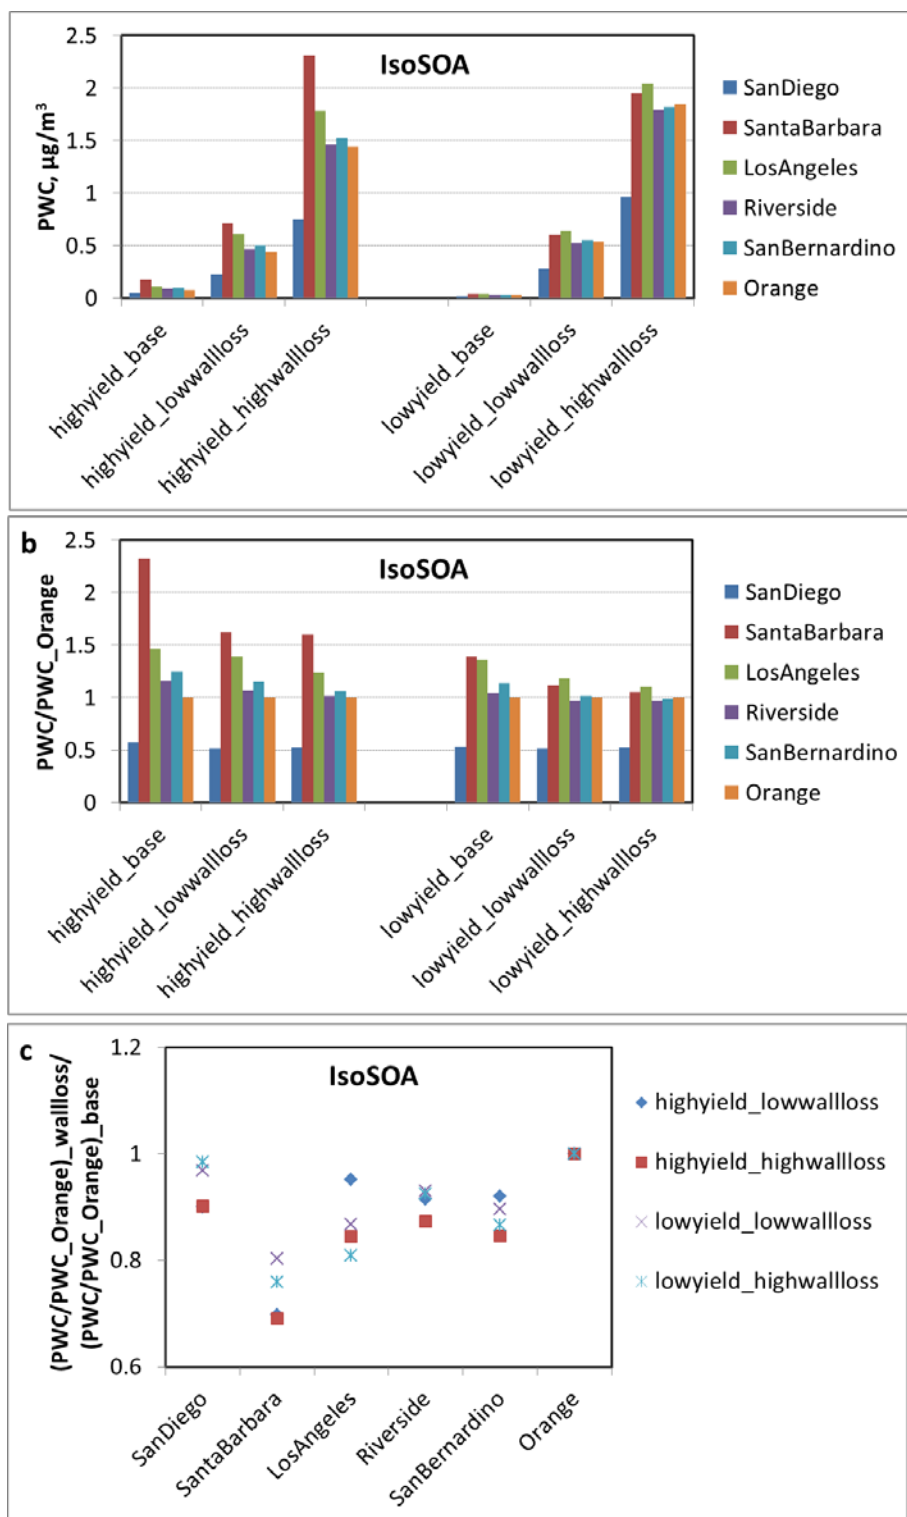 2.5
2
1.5
1
0.5
0
PWC, µg/m³
IsoSOA
SanDiego
SantaBarbara
LosAngeles
Riverside
SanBernardino
Orange
highyield_base
highyield_lowwallloss
highyield_highwallloss
lowyield_base
lowyield_lowwallloss
lowyield_highwallloss
b
2.5
2
1.5
1
0.5
0
PWC/PWC_Orange
IsoSOA
SanDiego
SantaBarbara
LosAngeles
Riverside
SanBernardino
Orange
highyield_base
highyield_lowwallloss
highyield_highwallloss
lowyield_base
lowyield_lowwallloss
lowyield_highwallloss
c
1.2
1
0.8
0.6
(PWC/PWC_Orange)_wallloss/
(PWC/PWC_Orange)_base
IsoSOA
highyield_lowwallloss
highyield_highwallloss
lowyield_lowwallloss
lowyield_highwallloss
SanDiego
SantaBarbara
LosAngeles
Riverside
SanBernardino
Orange